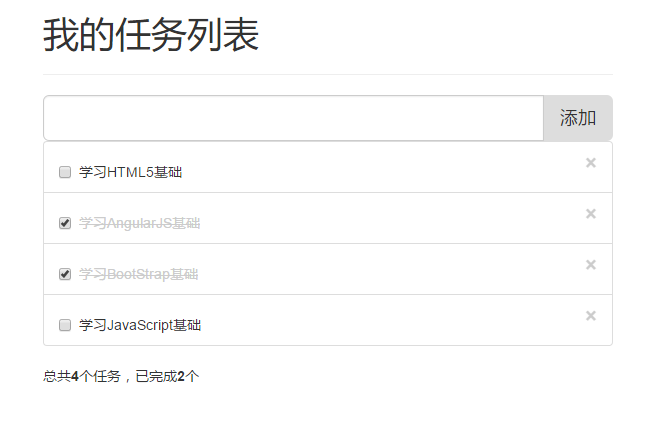 我的任务列表
添加
学习HTML5基础
学习AngularJS基础
学习BootStrap基础
学习JavaScript基础
总共4个任务，已完成2个